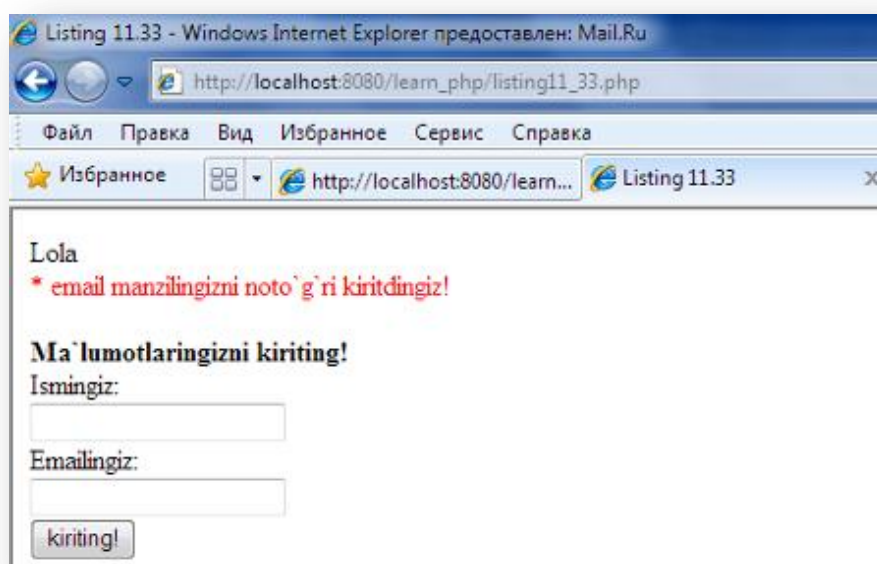 Listing 11.33 - Windows Internet Explorer предоставлен: Mail.Ru
http://localhost:8080/learn_php/listing11_33.php
Файл Правка Вид Избранное Сервис Справка
Избранное http://localhost:8080/learn... Listing 11.33
Lola
* email manzilingizni noto`g`ri kiritdingiz!
Ma`lumotlaringizni kiriting!
Ismingiz:
Emailingiz:
kiriting!